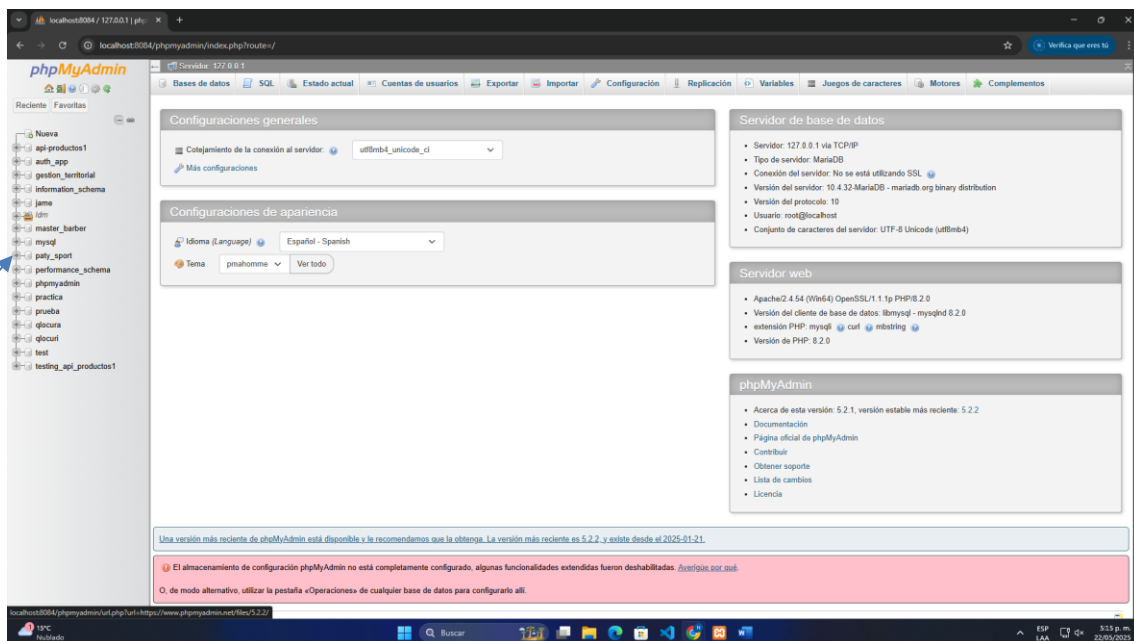 localhost:8084 / 127.0.0.1 | php
localhost:8084/phpmyadmin/index.php?route=/
Verifica que eres tú
phpMyAdmin
Reciente Favoritas
Nueva
api-productos1
auth_app
gestion_territorial
information_schema
jame
ldm
master_barber
mysql
paty_sport
performance_schema
phpmyadmin
practica
prueba
qlocura
qlocuri
test
testing_api_productos1
Servidor: 127.0.0.1
Bases de datos SQL Estado actual Cuentas de usuarios Exportar Importar Configuración Replicación Variables Juegos de caracteres Motores Complementos
Configuraciones generales
Cotejamiento de la conexión al servidor: utf8mb4_unicode_ci
Más configuraciones
Configuraciones de apariencia
Idioma (Language) Español - Spanish
Tema pmahomme Ver todo
Servidor de base de datos
• Servidor: 127.0.0.1 via TCP/IP
• Tipo de servidor: MariaDB
• Conexión del servidor: No se está utilizando SSL
• Versión del servidor: 10.4.32-MariaDB - mariadb.org binary distribution
• Versión del protocolo: 10
• Usuario: root@localhost
• Conjunto de caracteres del servidor: UTF-8 Unicode (utf8mb4)
Servidor web
• Apache/2.4.54 (Win64) OpenSSL/1.1.1p PHP/8.2.0
• Versión del cliente de base de datos: libmysql - mysqlnd 8.2.0
• extensión PHP: mysqli curl mbstring
• Versión de PHP: 8.2.0
phpMyAdmin
• Acerca de esta versión: 5.2.1, versión estable más reciente: 5.2.2
• Documentación
• Página oficial de phpMyAdmin
• Contribuir
• Obtener soporte
• Lista de cambios
• Licencia
Una versión más reciente de phpMyAdmin está disponible y le recomendamos que la obtenga. La versión más reciente es 5.2.2, y existe desde el 2025-01-21.
El almacenamiento de configuración phpMyAdmin no está completamente configurado, algunas funcionalidades extendidas fueron deshabilitadas. Averigüe por qué.
O, de modo alternativo, utilizar la pestaña «Operaciones» de cualquier base de datos para configurarlo allí.
localhost:8084/phpmyadmin/url.php?url=https://www.phpmyadmin.net/files/5.2.2/
15°C
Nublado
Buscar
ESP
LAA
5:15 p. m.
22/05/2025